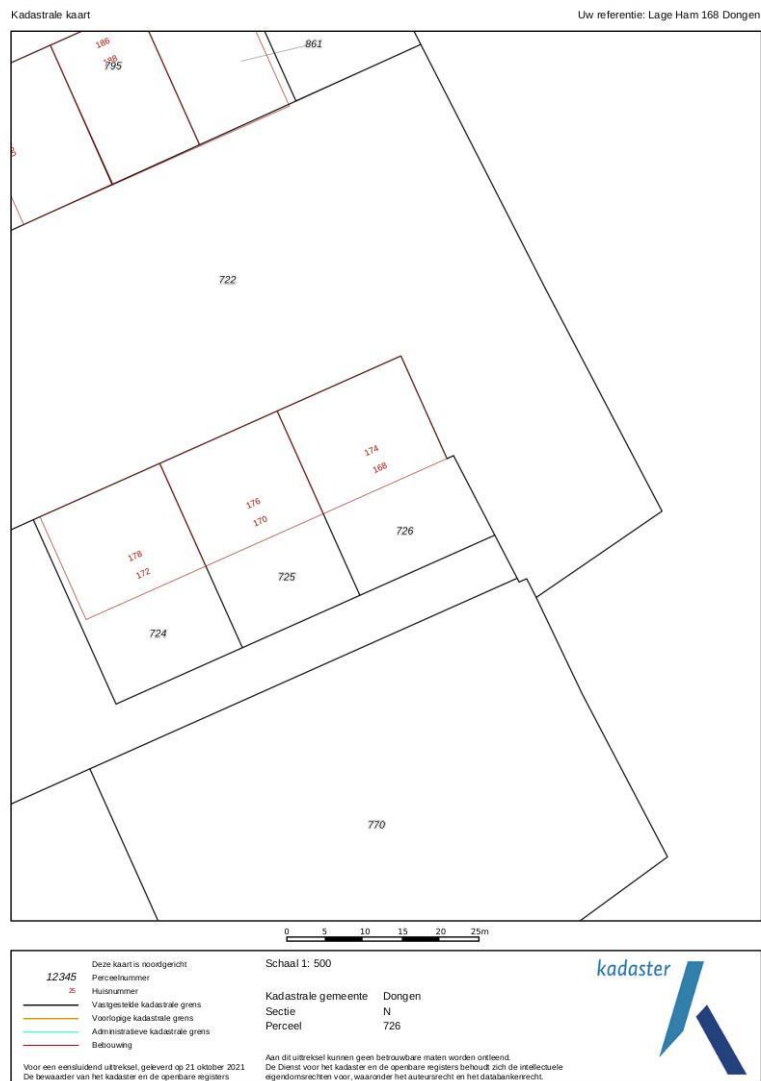 Kadastrale kaart
Uw referentie: Lage Ham 168 Dongen
186
188
795
861
722
174
168
176
170
726
178
172
725
724
770
0 5 10 15 20 25m
Deze kaart is noordgericht
12345 Perceelnummer
25 Huisnummer
Vastgestelde kadastrale grens
Voorlopige kadastrale grens
Administratieve kadastrale grens
Bebouwing
Voor een eensluidend uittreksel, geleverd op 21 oktober 2021
De bewaarder van het kadaster en de openbare registers
Schaal 1: 500
Kadastrale gemeente Dongen
Sectie N
Perceel 726
Aan dit uittreksel kunnen geen betrouwbare maten worden ontleend.
De Dienst voor het kadaster en de openbare registers behoudt zich de intellectuele
eigendomsrechten voor, waaronder het auteursrecht en het databankenrecht.
kadaster